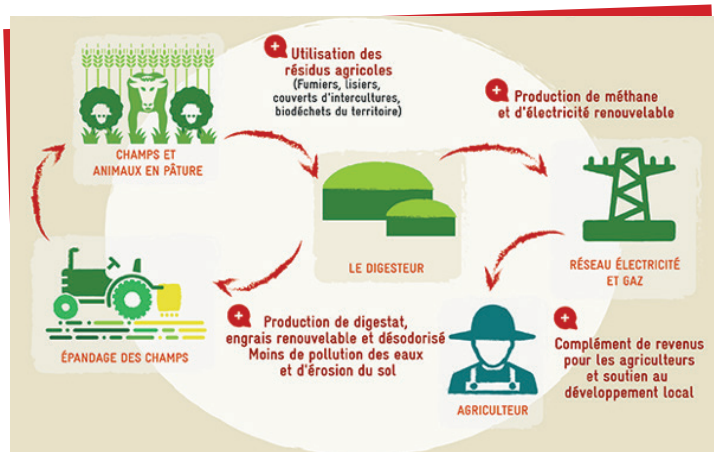 Utilisation des
résidus agricoles
(Fumiers, lisiers,
couverts d'intercultures,
biodéchets du territoire)
Production de méthane
et d'électricité renouvelable
CHAMPS ET
ANIMAUX EN PÂTURE
LE DIGESTEUR
RÉSEAU ÉLECTRICITÉ
ET GAZ
Production de digestat,
engrais renouvelable et désodorisé
Moins de pollution des eaux
et d'érosion du sol
Complément de revenus
pour les agriculteurs
et soutien au
développement local
ÉPANDAGE DES CHAMPS
AGRICULTEUR